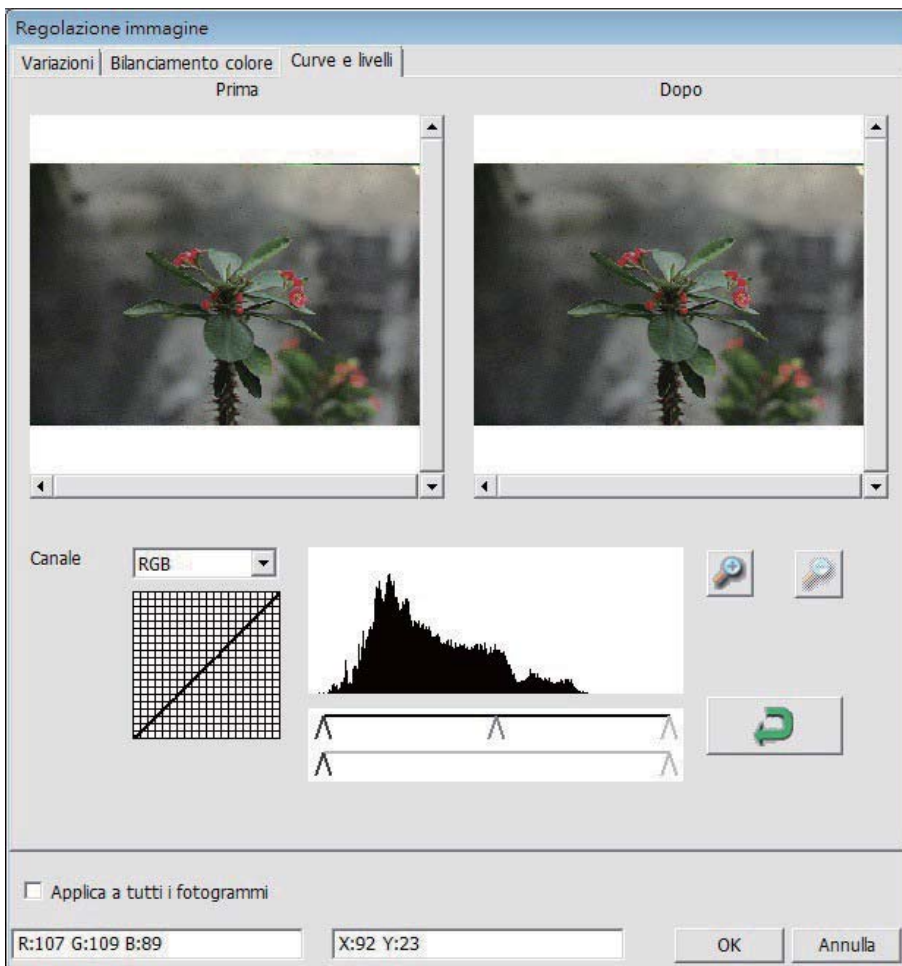 Regolazione immagine
Variazioni Bilanciamento colore Curve e livelli
Prima Dopo
Canale RGB
Applica a tutti i fotogrammi
R:107 G:109 B:89 X:92 Y:23 OK Annulla